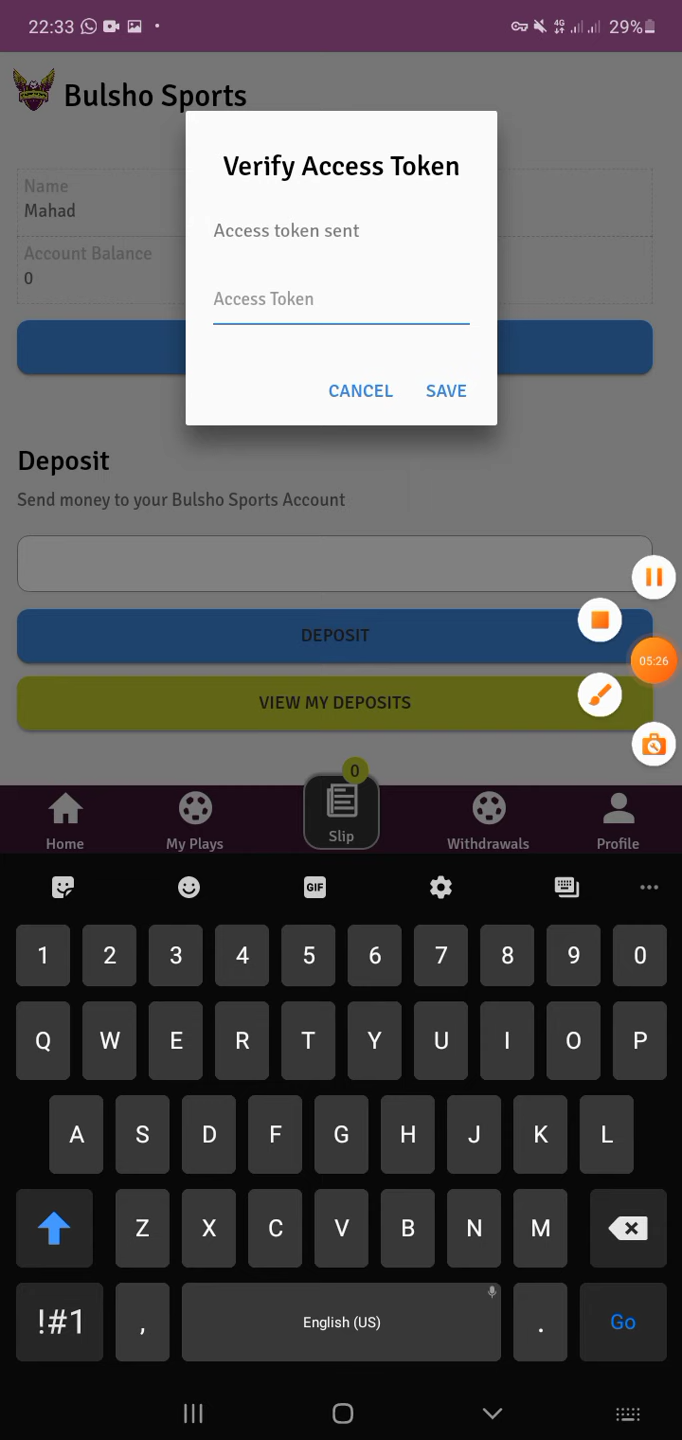 22:33
4G
29%
Bulsho Sports
Verify Access Token
Access token sent
Access Token
CANCEL SAVE
Name
Mahad
Account Balance
0
Deposit
Send money to your Bulsho Sports Account
DEPOSIT
05:26
VIEW MY DEPOSITS
0
Home My Plays Slip Withdrawals Profile
GIF
1 2 3 4 5 6 7 8 9 0
Q W E R T Y U I O P
A S D F G H J K L
Z X C V B N M
!#1 , English (US) . Go